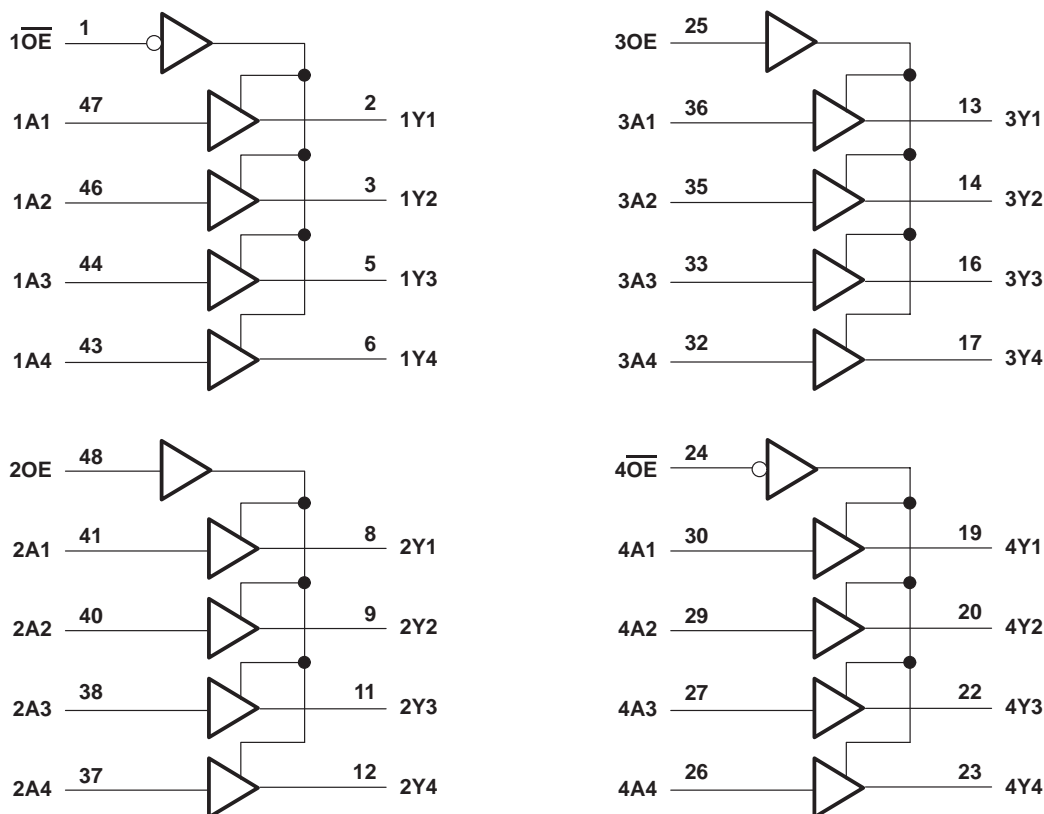 1O̅E̅ 1
1A1 47 2 1Y1
1A2 46 3 1Y2
1A3 44 5 1Y3
1A4 43 6 1Y4
3OE 25
3A1 36 13 3Y1
3A2 35 14 3Y2
3A3 33 16 3Y3
3A4 32 17 3Y4
2OE 48
2A1 41 8 2Y1
2A2 40 9 2Y2
2A3 38 11 2Y3
2A4 37 12 2Y4
4O̅E̅ 24
4A1 30 19 4Y1
4A2 29 20 4Y2
4A3 27 22 4Y3
4A4 26 23 4Y4